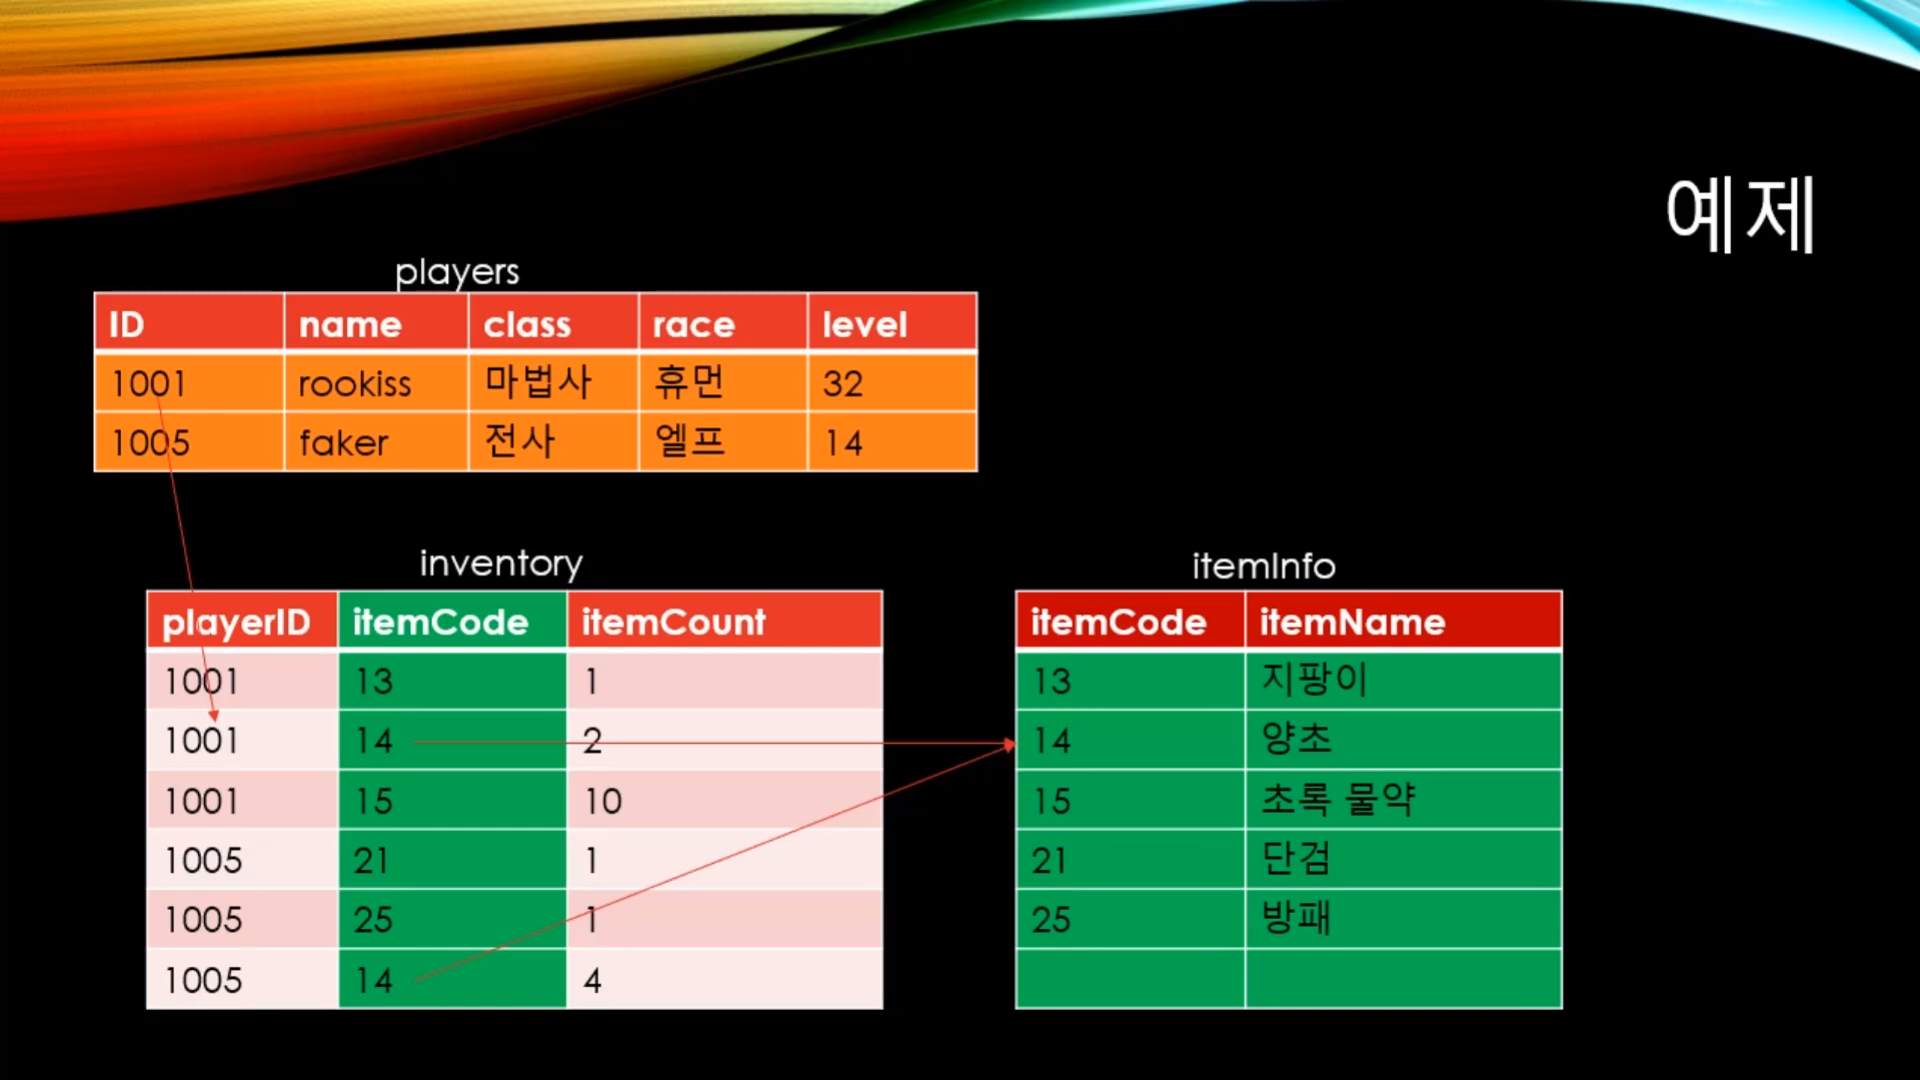 예제
players
ID name class race level
1001 rookiss 마법사 휴먼 32
1005 faker 전사 엘프 14
inventory
playerID itemCode itemCount
1001 13 1
1001 14 2
1001 15 10
1005 21 1
1005 25 1
1005 14 4
itemInfo
itemCode itemName
13 지팡이
14 양초
15 초록 물약
21 단검
25 방패